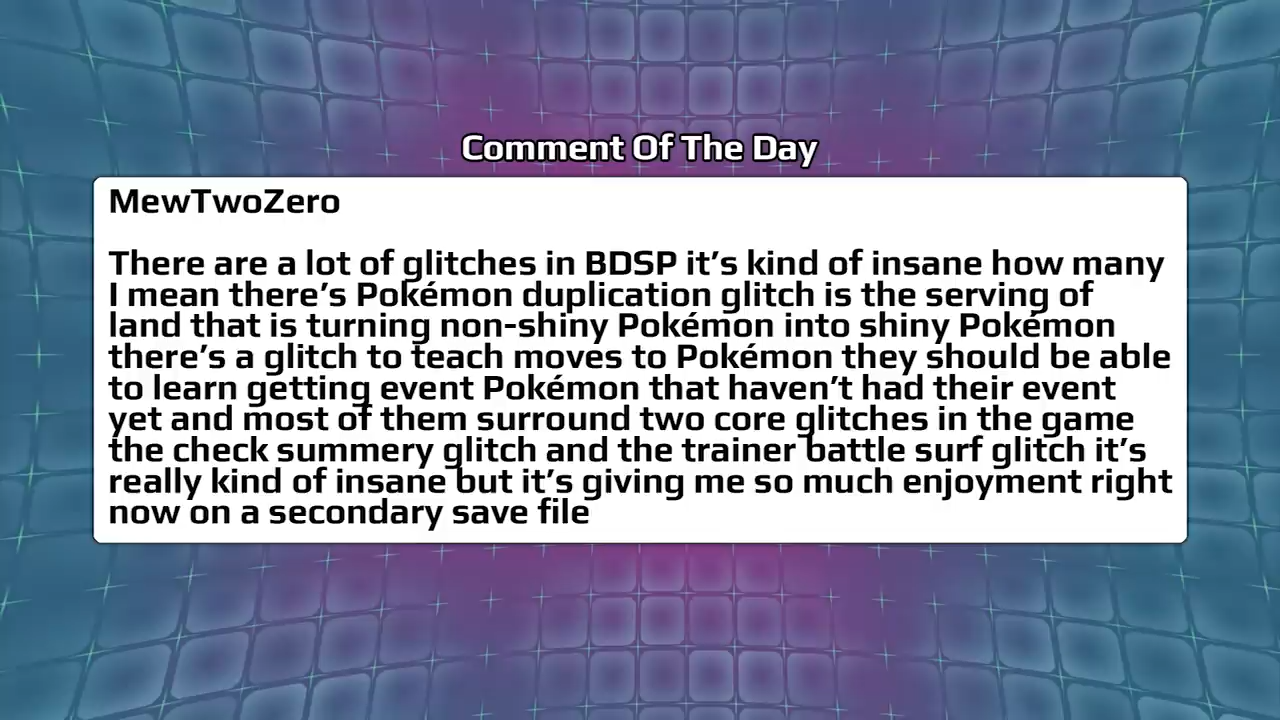 Comment Of The Day
MewTwoZero
There are a lot of glitches in BDSP it’s kind of insane how many
I mean there’s Pokémon duplication glitch is the serving of
land that is turning non-shiny Pokémon into shiny Pokémon
there’s a glitch to teach moves to Pokémon they should be able
to learn getting event Pokémon that haven’t had their event
yet and most of them surround two core glitches in the game
the check summery glitch and the trainer battle surf glitch it’s
really kind of insane but it’s giving me so much enjoyment right
now on a secondary save file